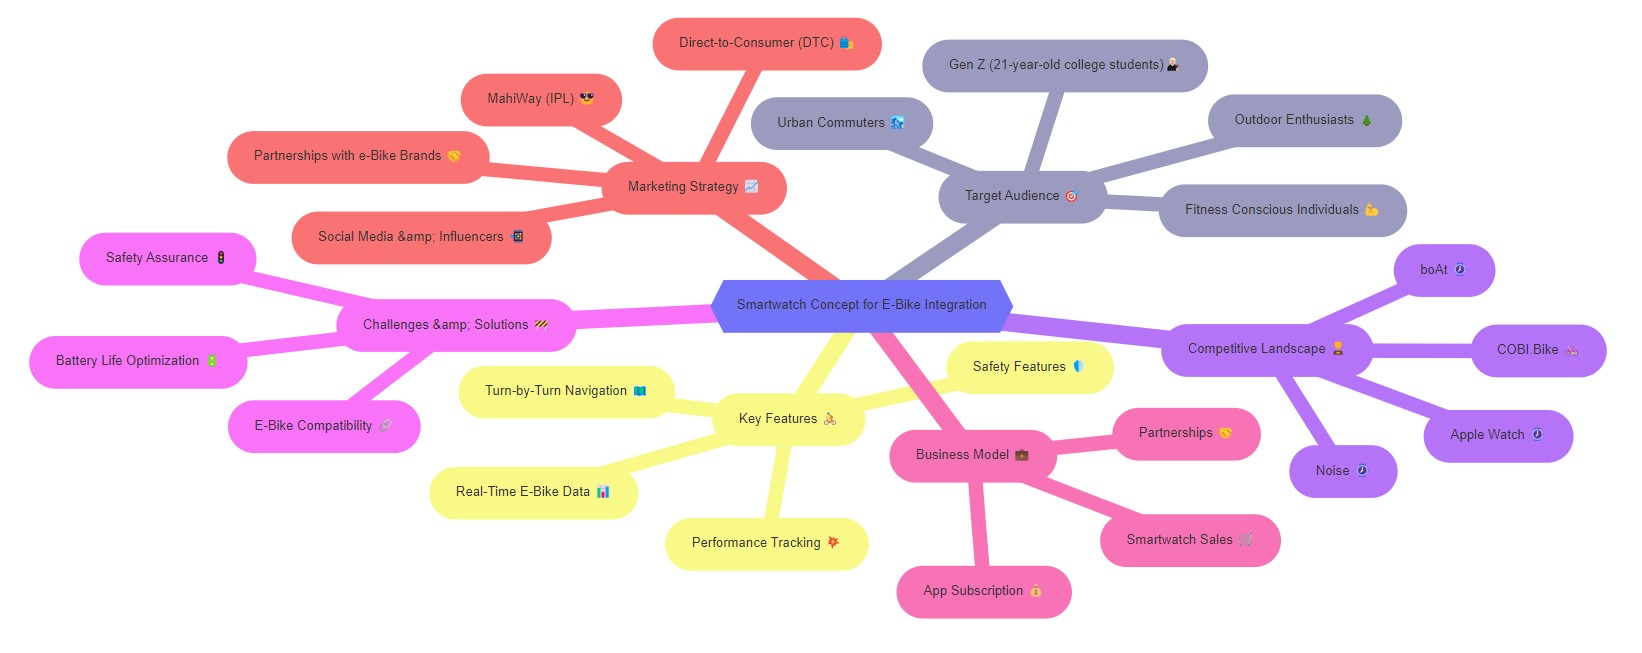 Direct-to-Consumer (DTC) 🛍️
MahiWay (IPL) 😎
Partnerships with e-Bike Brands 🤝
Marketing Strategy 📈
Social Media &amp; Influencers 📲
Gen Z (21-year-old college students)
Urban Commuters
Outdoor Enthusiasts 🌲
Target Audience 🎯
Fitness Conscious Individuals 💪
Safety Assurance 🚦
Challenges &amp; Solutions 🚧
Battery Life Optimization 🔋
E-Bike Compatibility 🔗
Smartwatch Concept for E-Bike Integration
boAt ⌚
Competitive Landscape
COBI.Bike 🚲
Apple Watch ⌚
Noise ⌚
Safety Features 🛡️
Turn-by-Turn Navigation 🗺️
Key Features 🚴
Real-Time E-Bike Data 📊
Performance Tracking 💥
Business Model 💼
Partnerships 🤝
Smartwatch Sales 🛒
App Subscription 💰